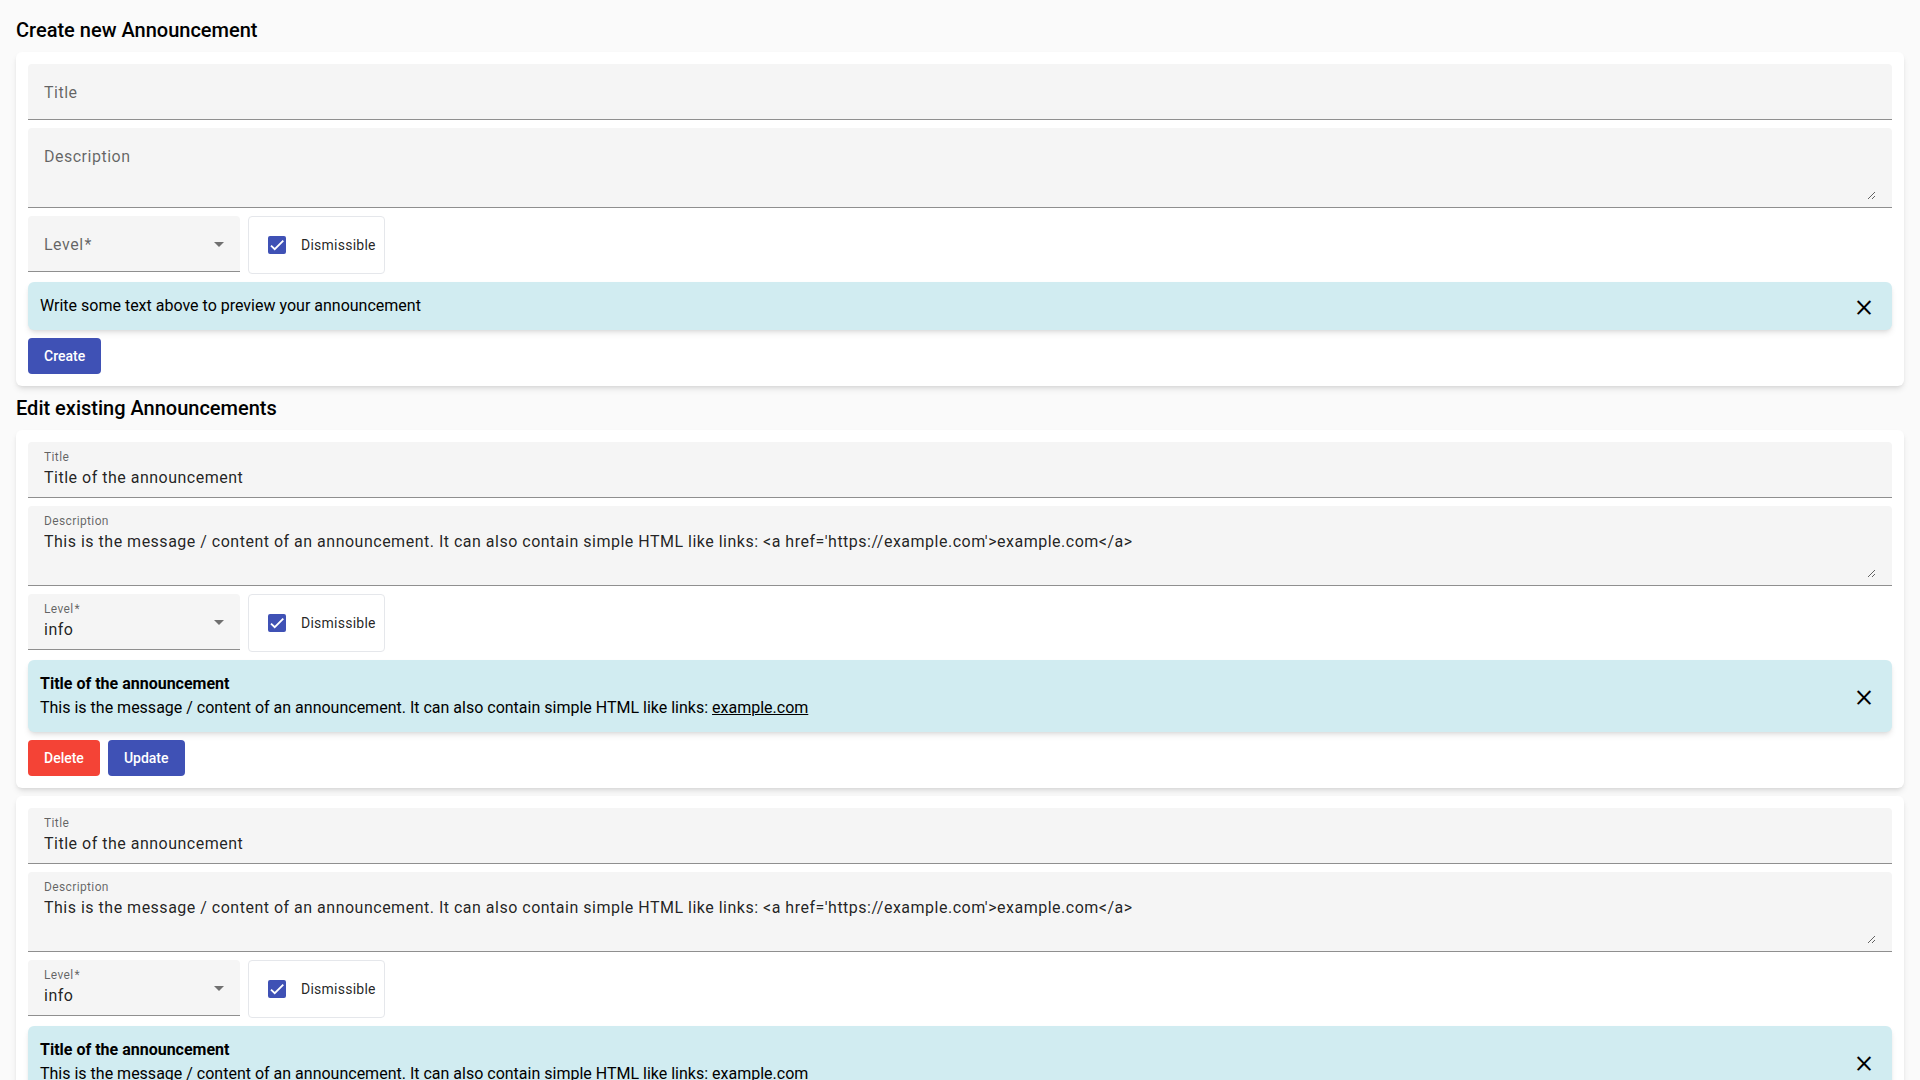 Create new Announcement
Title
Description
Level*
Dismissible
Write some text above to preview your announcement
Create
Edit existing Announcements
Title
Title of the announcement
Description
This is the message / content of an announcement. It can also contain simple HTML like links: <a href='https://example.com'>example.com</a>
Level*
info
Dismissible
Title of the announcement
This is the message / content of an announcement. It can also contain simple HTML like links: example.com
Delete Update
Title
Title of the announcement
Description
This is the message / content of an announcement. It can also contain simple HTML like links: <a href='https://example.com'>example.com</a>
Level*
info
Dismissible
Title of the announcement
This is the message / content of an announcement. It can also contain simple HTML like links: example.com